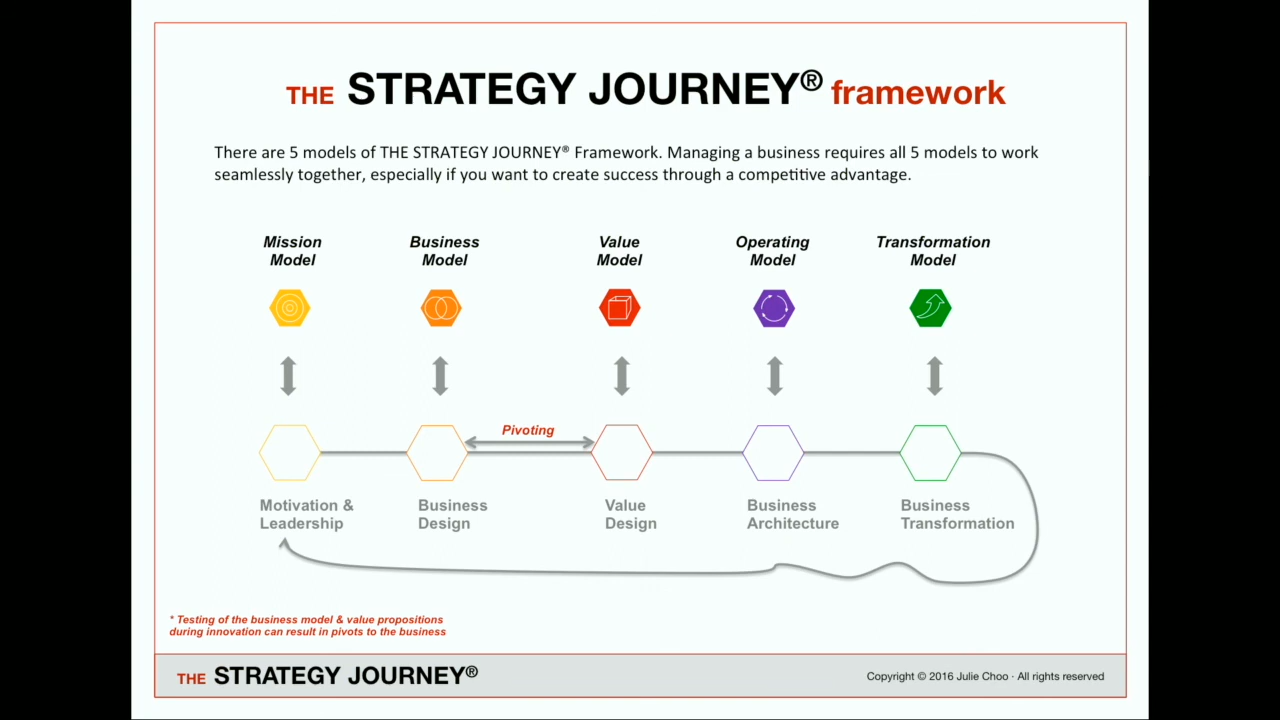 THE STRATEGY JOURNEY® framework
There are 5 models of THE STRATEGY JOURNEY® Framework. Managing a business requires all 5 models to work
seamlessly together, especially if you want to create success through a competitive advantage.
Mission
Model
Business
Model
Value
Model
Operating
Model
Transformation
Model
Pivoting
Motivation &
Leadership
Business
Design
Value
Design
Business
Architecture
Business
Transformation
* Testing of the business model & value propositions
during innovation can result in pivots to the business
THE STRATEGY JOURNEY®
Copyright © 2016 Julie Choo · All rights reserved